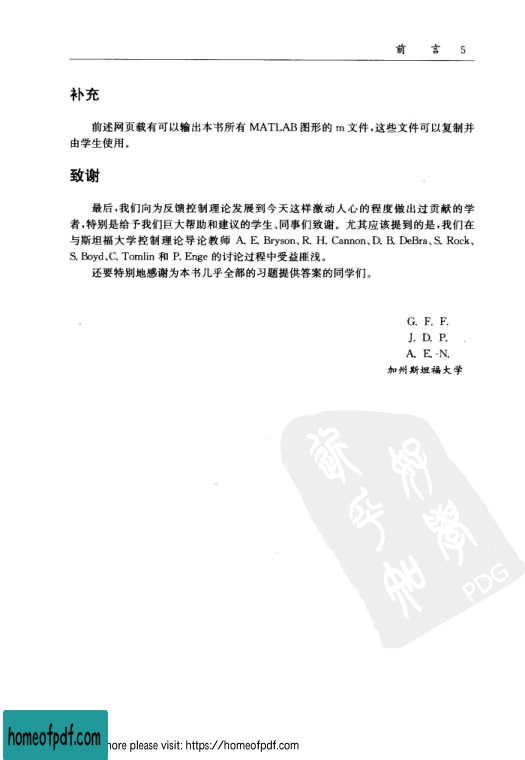 前 言 5
补充
前述网页载有可以输出本书所有 MATLAB 图形的 m 文件,这些文件可以复制并
由学生使用。
致谢
最后,我们向为反馈控制理论发展到今天这样激动人心的程度做出过贡献的学
者,特别是给予我们巨大帮助和建议的学生、同事们致谢。尤其应该提到的是,我们在
与斯坦福大学控制理论导论教师 A. E. Bryson、R. H. Cannon、D. B. DeBra、S. Rock、
S. Boyd、C. Tomlin 和 P. Enge 的讨论过程中受益匪浅。
还要特别地感谢为本书几乎全部的习题提供答案的同学们。
G. F. F.
J. D. P.
A. E.-N.
加州斯坦福大学
PDG
homeofpdf.com
more please visit: https://homeofpdf.com